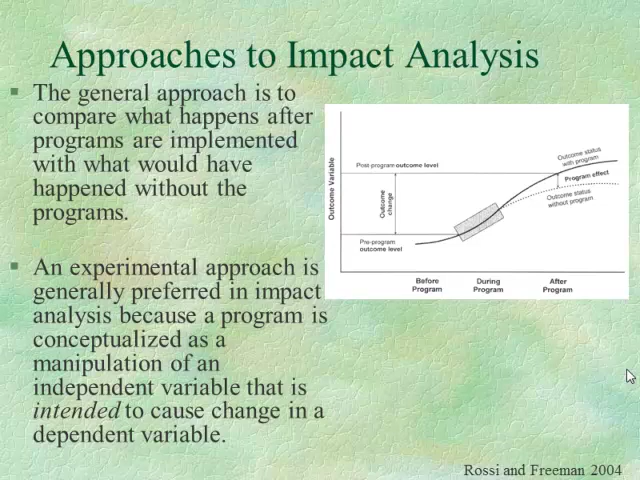 Approaches to Impact Analysis
The general approach is to
compare what happens after
programs are implemented
with what would have
happened without the
programs.
An experimental approach is
generally preferred in impact
analysis because a program is
conceptualized as a
manipulation of an
independent variable that is
intended to cause change in a
dependent variable.
Outcome Variable
Post-program outcome level
Outcome
change
Pre-program
outcome level
Outcome status
with program
Program effect
Outcome status
without program
Before
Program
During
Program
After
Program
Rossi and Freeman 2004